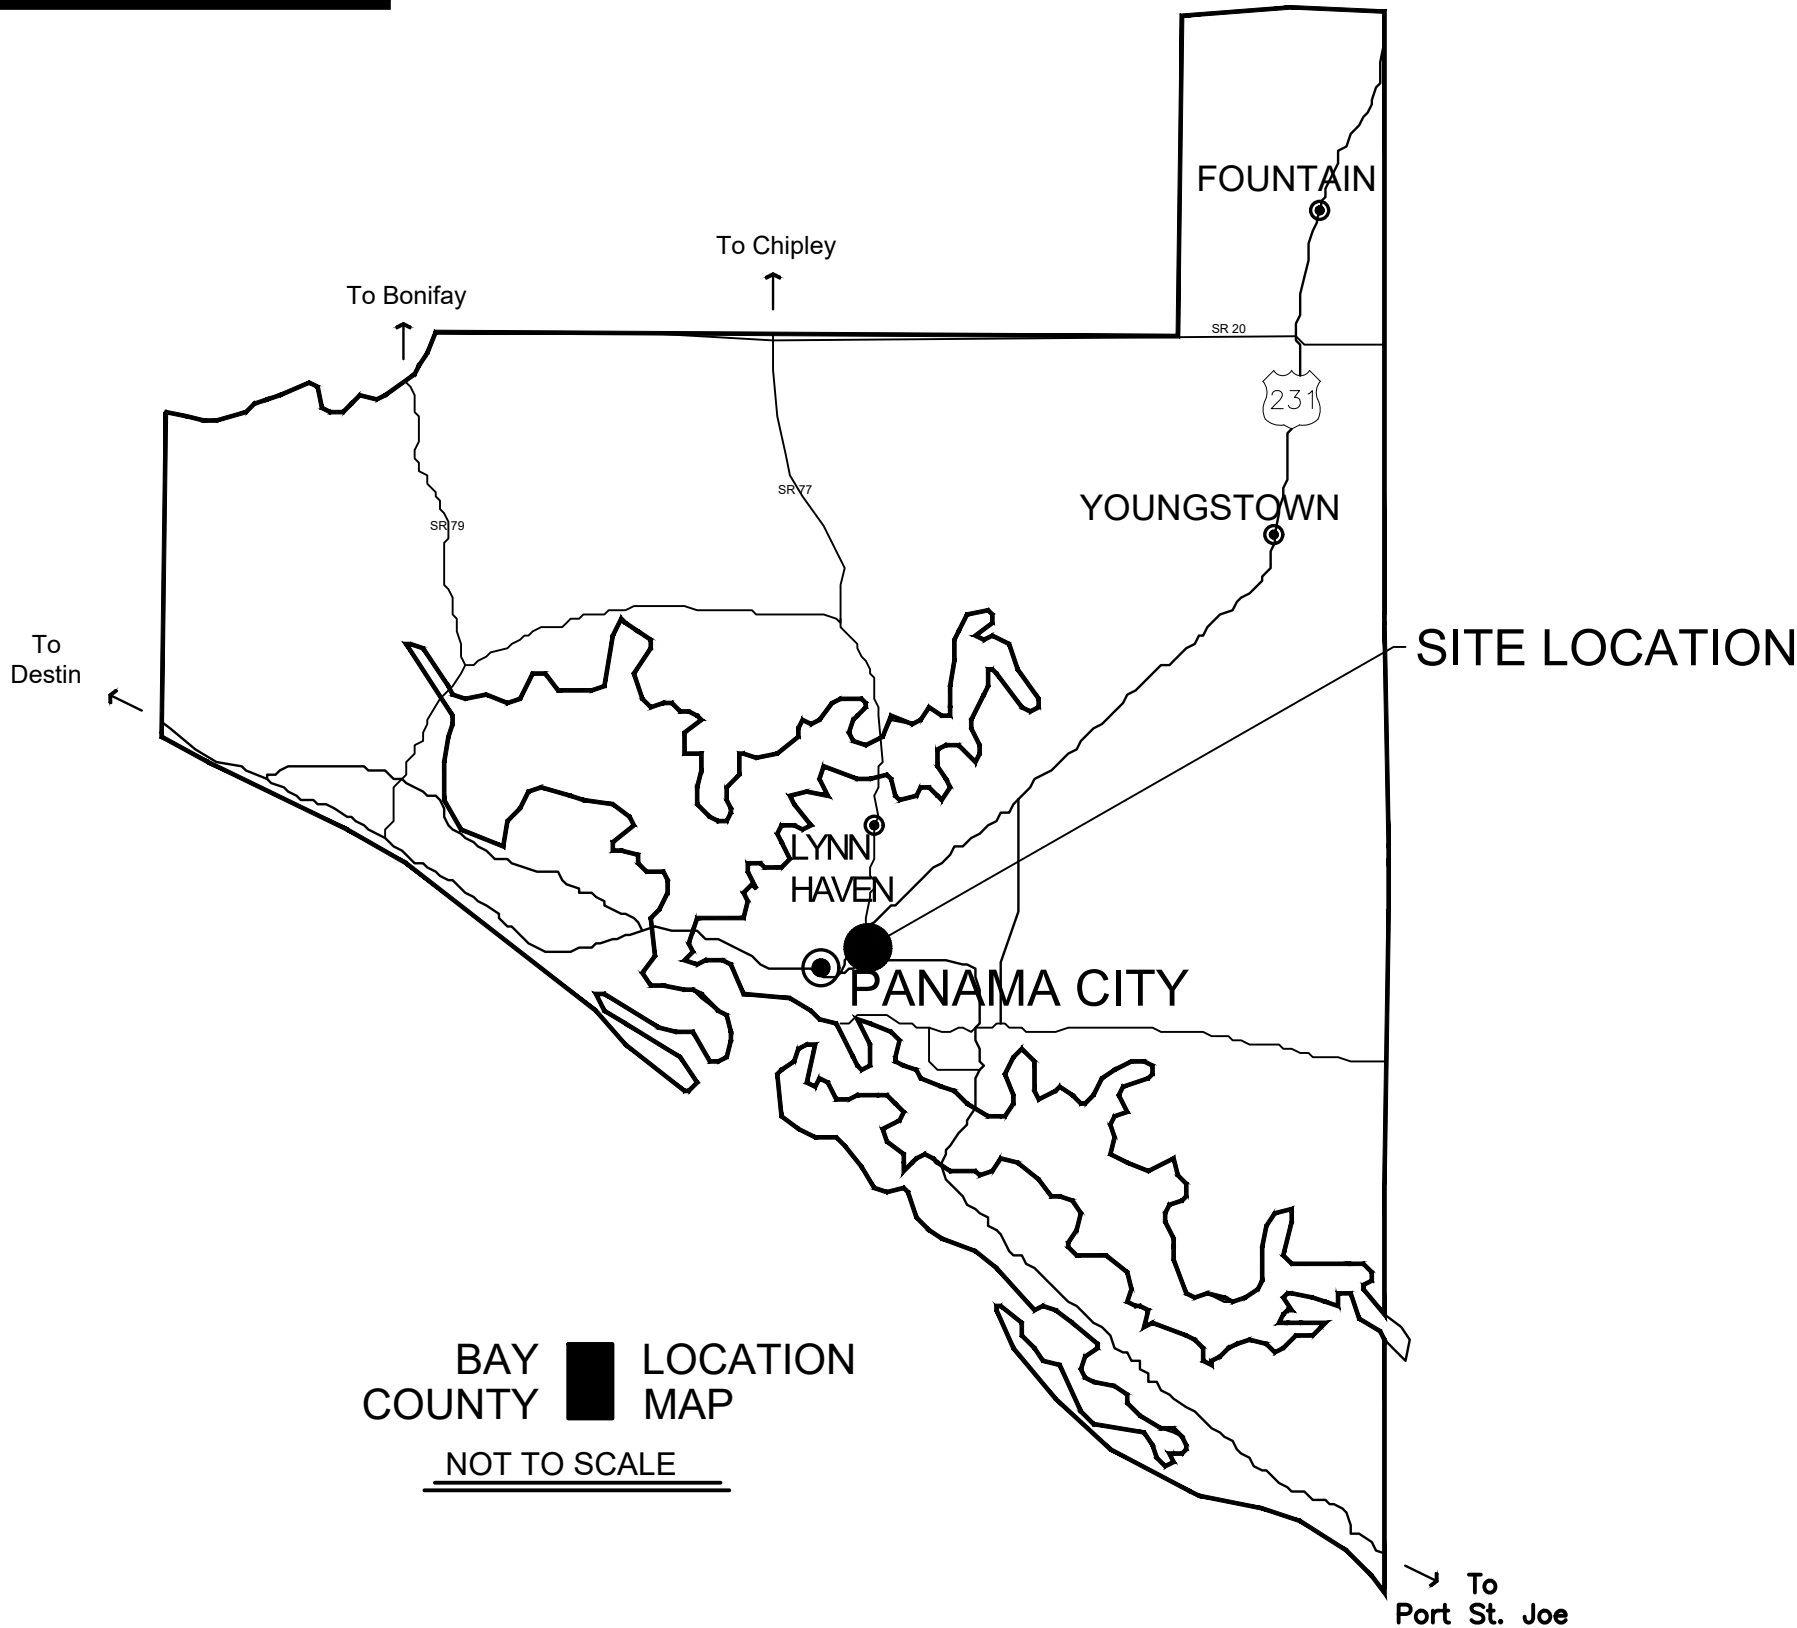 FOUNTAIN
To Chipley
To Bonifay
SR 20
231
SR 77
YOUNGSTOWN
SR 79
To
Destin
SITE LOCATION
LYNN
HAVEN
PANAMA CITY
BAY
COUNTY
LOCATION
MAP
NOT TO SCALE
To
Port St. Joe